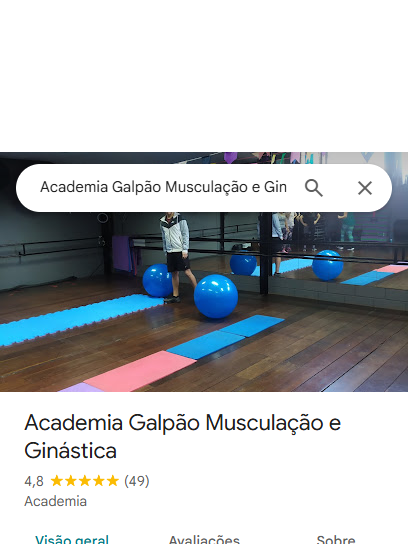 Academia Galpão Musculação e Gin
Academia Galpão Musculação e
Ginástica
4,8 (49)
Academia
Visão geral Avaliações Sobre